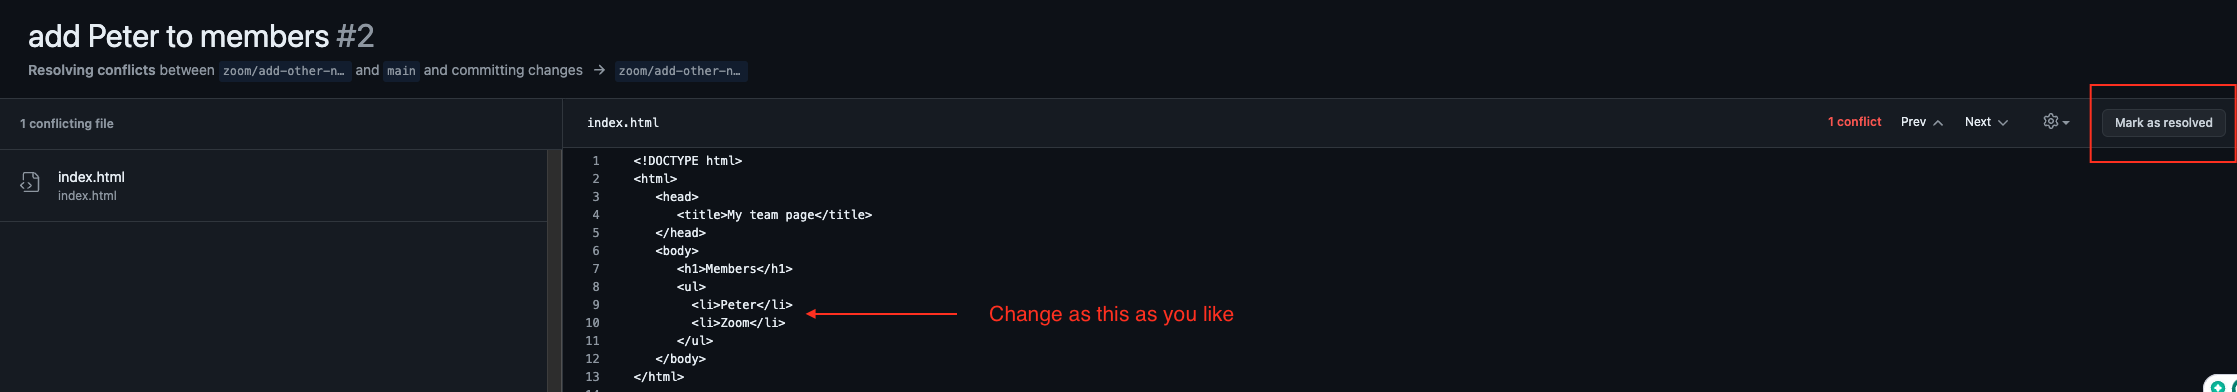 add Peter to members #2
Resolving conflicts between zoom/add-other-n… and main and committing changes → zoom/add-other-n…
1 conflicting file
index.html
index.html
index.html
1 conflict Prev Next Mark as resolved
1 <!DOCTYPE html>
2 <html>
3 <head>
4 <title>My team page</title>
5 </head>
6 <body>
7 <h1>Members</h1>
8 <ul>
9 <li>Peter</li>
10 <li>Zoom</li>
11 </ul>
12 </body>
13 </html>
Change as this as you like